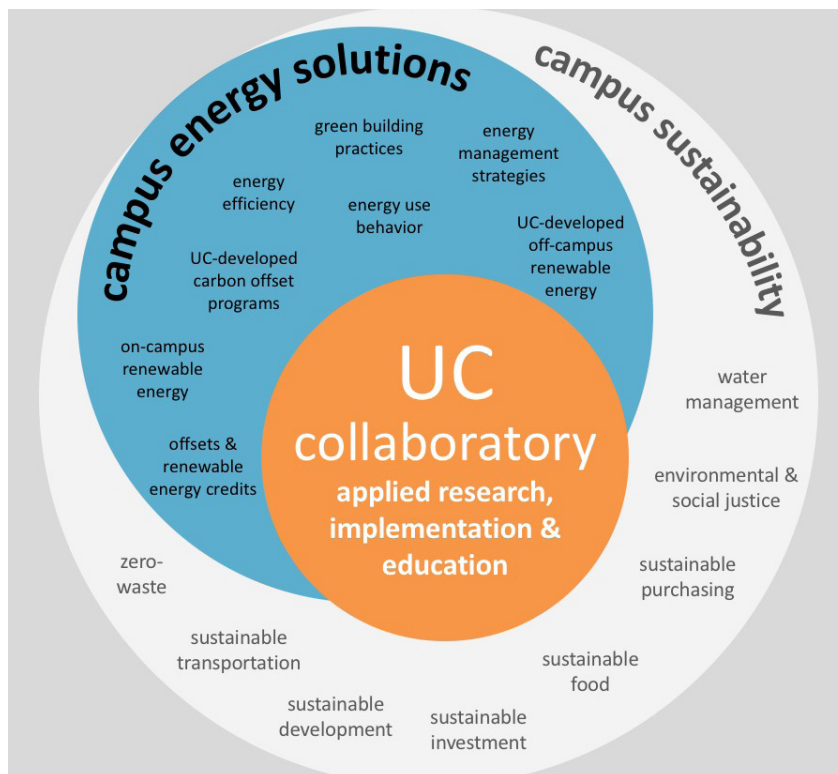 campus energy solutions
campus sustainability
green building
practices
energy
management
strategies
energy
efficiency
energy use
behavior
UC-developed
off-campus
renewable
energy
UC-developed
carbon offset
programs
on-campus
renewable
energy
offsets &
renewable
energy credits
UC
collaboratory
applied research,
implementation &
education
water
management
environmental &
social justice
sustainable
purchasing
zero-
waste
sustainable
transportation
sustainable
food
sustainable
development
sustainable
investment